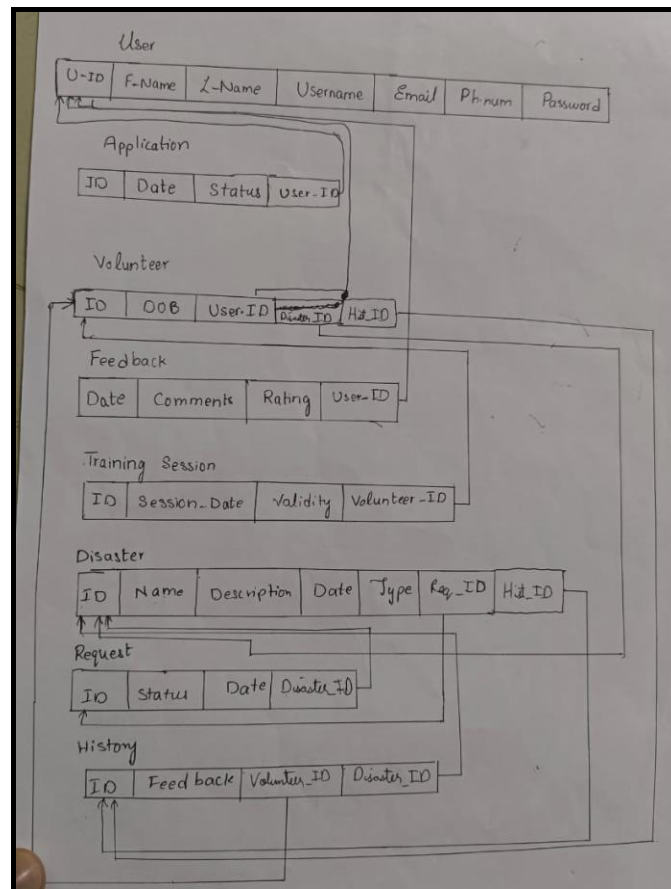 User
U-ID F-Name L-Name Username Email Ph.num Password
Application
ID Date Status User-ID
Volunteer
ID DOB User-ID Disaster_ID Hist_ID
Feedback
Date Comments Rating User-ID
Training Session
ID Session-Date Validity Volunteer-ID
Disaster
ID Name Description Date Type Req_ID Hist_ID
Request
ID Status Date Disaster_ID
History
ID Feedback Volunteer_ID Disaster_ID